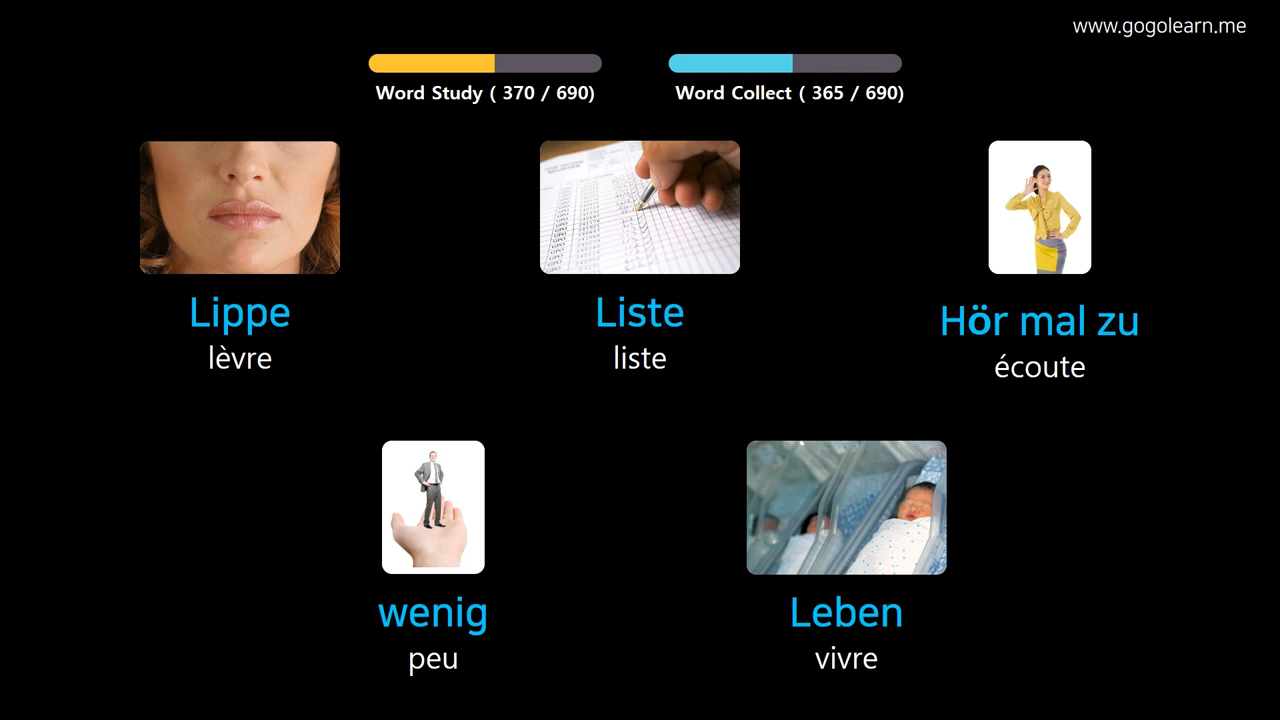 www.gogolearn.me
Word Study ( 370 / 690)
Word Collect ( 365 / 690)
Lippe
lèvre
Liste
liste
Hör mal zu
écoute
wenig
peu
Leben
vivre